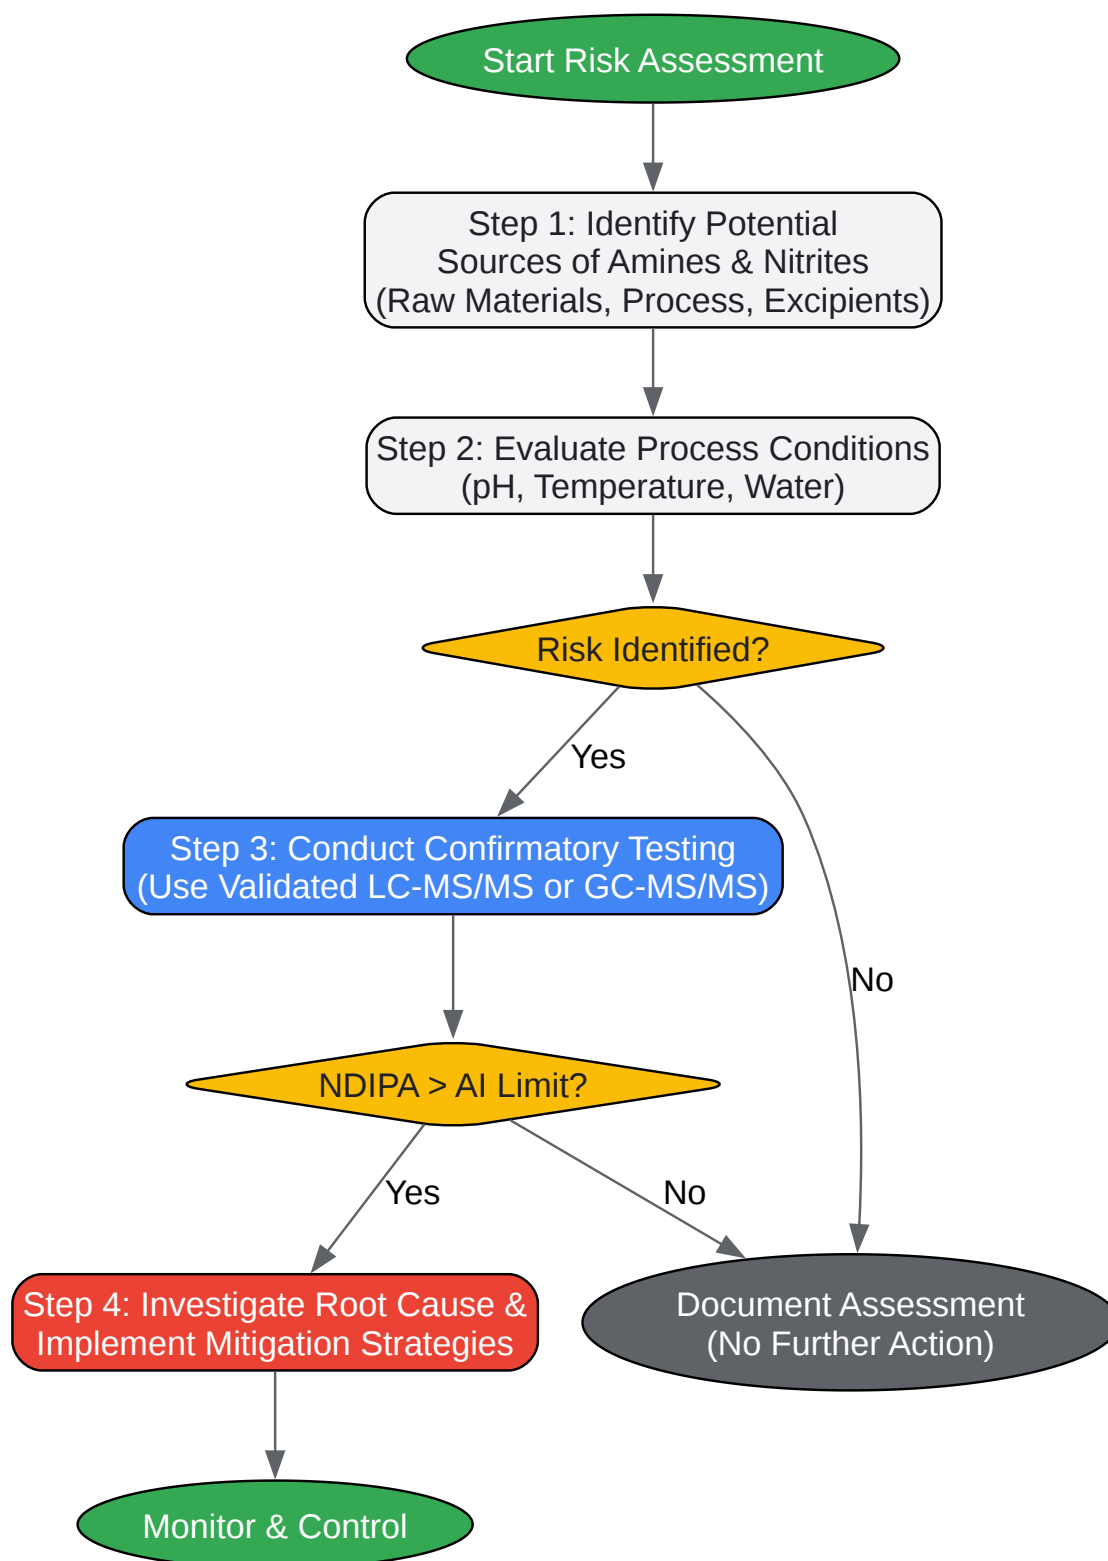 Start Risk Assessment
Step 1: Identify Potential
Sources of Amines & Nitrites
(Raw Materials, Process, Excipients)
Step 2: Evaluate Process Conditions
(pH, Temperature, Water)
Risk Identified?
Yes
Step 3: Conduct Confirmatory Testing
(Use Validated LC-MS/MS or GC-MS/MS)
No
NDIPA > AI Limit?
Yes
No
Step 4: Investigate Root Cause &
Implement Mitigation Strategies
Document Assessment
(No Further Action)
Monitor & Control